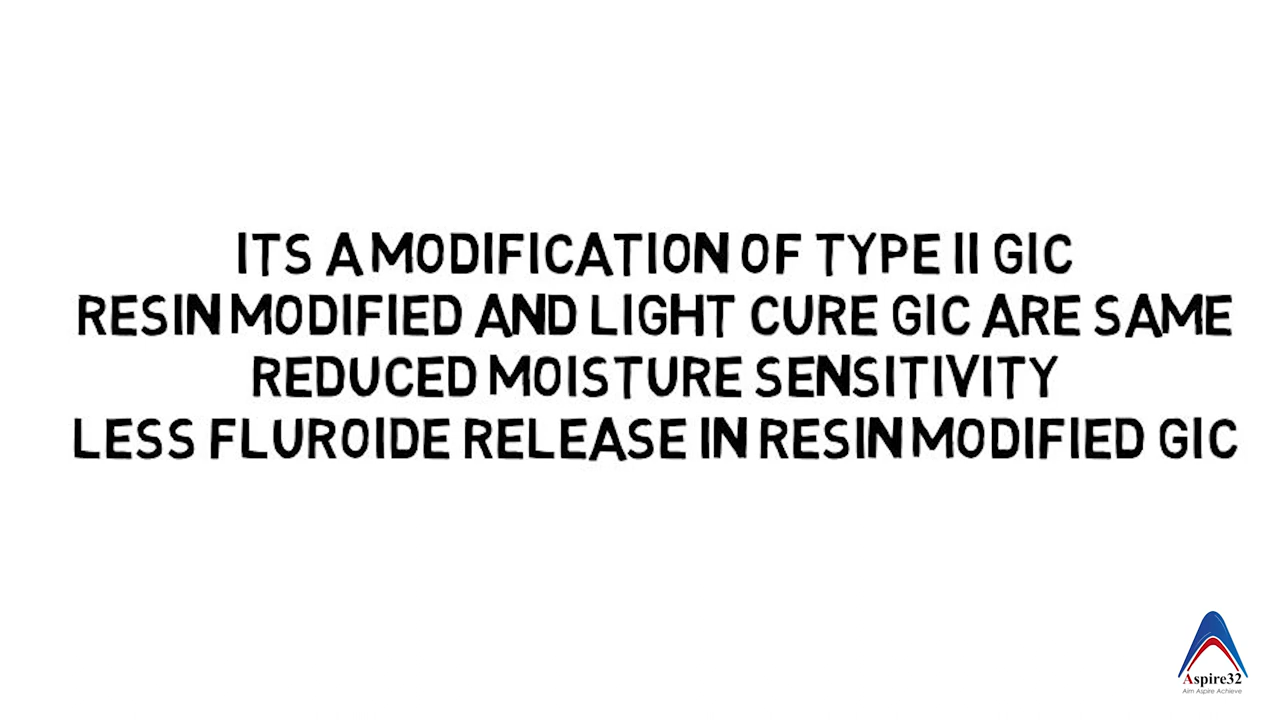 ITS A MODIFICATION OF TYPE II GIC
RESIN MODIFIED AND LIGHT CURE GIC ARE SAME
REDUCED MOISTURE SENSITIVITY
LESS FLUROIDE RELEASE IN RESIN MODIFIED GIC
Aspire32
Aim Aspire Achieve